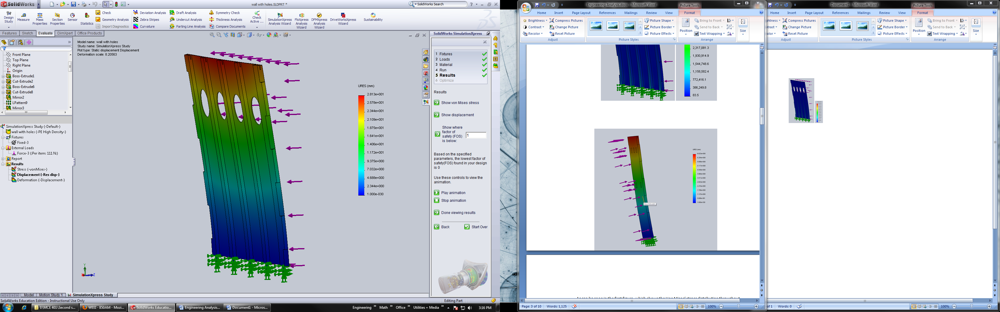 SolidWorks
wall with holes.SLDPRT *
SolidWorks Search
Design Study
Measure
Mass Properties
Section Properties
Sensor
Statistics
Check
Geometry Analysis
Import Diagnostics
Deviation Analysis
Zebra Stripes
Curvature
Draft Analysis
Undercut Analysis
Parting Line Analysis
Symmetry Check
Thickness Analysis
Compare Documents
Check Active ...
SimulationXpress Analysis Wizard
FloXpress Analysis Wizard
DFMXpress Analysis Wizard
DriveWorksXpress Wizard
Sustainability
Features
Sketch
Evaluate
DimXpert
Office Products
Front Plane
Top Plane
Right Plane
Origin
Boss-Extrude1
Cut-Extrude2
Boss-Extrude6
Cut-Extrude8
Mirror2
LPattern9
Mirror3
SimulationXpress Study (-Default-)
wall with holes (-PE High Density-)
Fixtures
Fixed-3
External Loads
Force-3 (:Per item: 111 N:)
Report
Results
Stress (-vonMises-)
Displacement (-Res disp-)
Deformation (-Displacement-)
Model name: wall with holes
Study name: SimulationXpress Study
Plot type: Static displacement Displacement
Deformation scale: 8.20563
URES (mm)
2.813e+001
2.578e+001
2.344e+001
2.109e+001
1.875e+001
1.641e+001
1.406e+001
1.172e+001
9.375e+000
7.032e+000
4.688e+000
2.344e+000
1.000e-030
Y
Z
SolidWorks SimulationXpress
1 Fixtures
2 Loads
3 Material
4 Run
5 Results
6 Optimize
Results
Show von Mises stress
Show displacement
Show where
factor of
safety (FOS)
is below:
1
Based on the specified
parameters, the lowest factor of
safety(FOS) found in your design
is 0
Use these controls to view the
animation.
Play animation
Stop animation
Done viewing results
Back
Start Over
Model
Motion Study 1
SimulationXpress Study
SolidWorks Education Edition - Instructional Use Only
Editing Part
I:\MCE 401\Second s...
WEEI - 850AM - Mozi...
SolidWorks Educatio...
Engineering Analysis...
Document1 - Micros...
Engineering
Math
Office
Utilities + Media
3:16 PM
Engineering Analysis.docx - Microsoft Word
Picture Tools
Home
Insert
Page Layout
References
Mailings
Review
View
Format
Brightness
Contrast
Recolor
Compress Pictures
Change Picture
Reset Picture
Adjust
Picture Styles
Picture Shape
Picture Border
Picture Effects
Position
Bring to Front
Send to Back
Text Wrapping
Arrange
Size
2,317,081.3
1,930,914.9
1,544,748.6
1,158,582.4
772,416.1
386,249.8
83.5
URES (mm)
As can be seen in the first figure, which shows the Von Mises' stress distribution throughout
Page: 3 of 10
Words: 1,125
100%
Document1 - Microsoft Word
Picture Tools
Home
Insert
Page Layout
References
Mailings
Review
View
Format
Compress Pictures
Change Picture
Reset Picture
Adjust
Picture Styles
Picture Shape
Picture Border
Picture Effects
Position
Bring to Front
Send to Back
Text Wrapping
Arrange
Size
of 1
Words: 0
100%